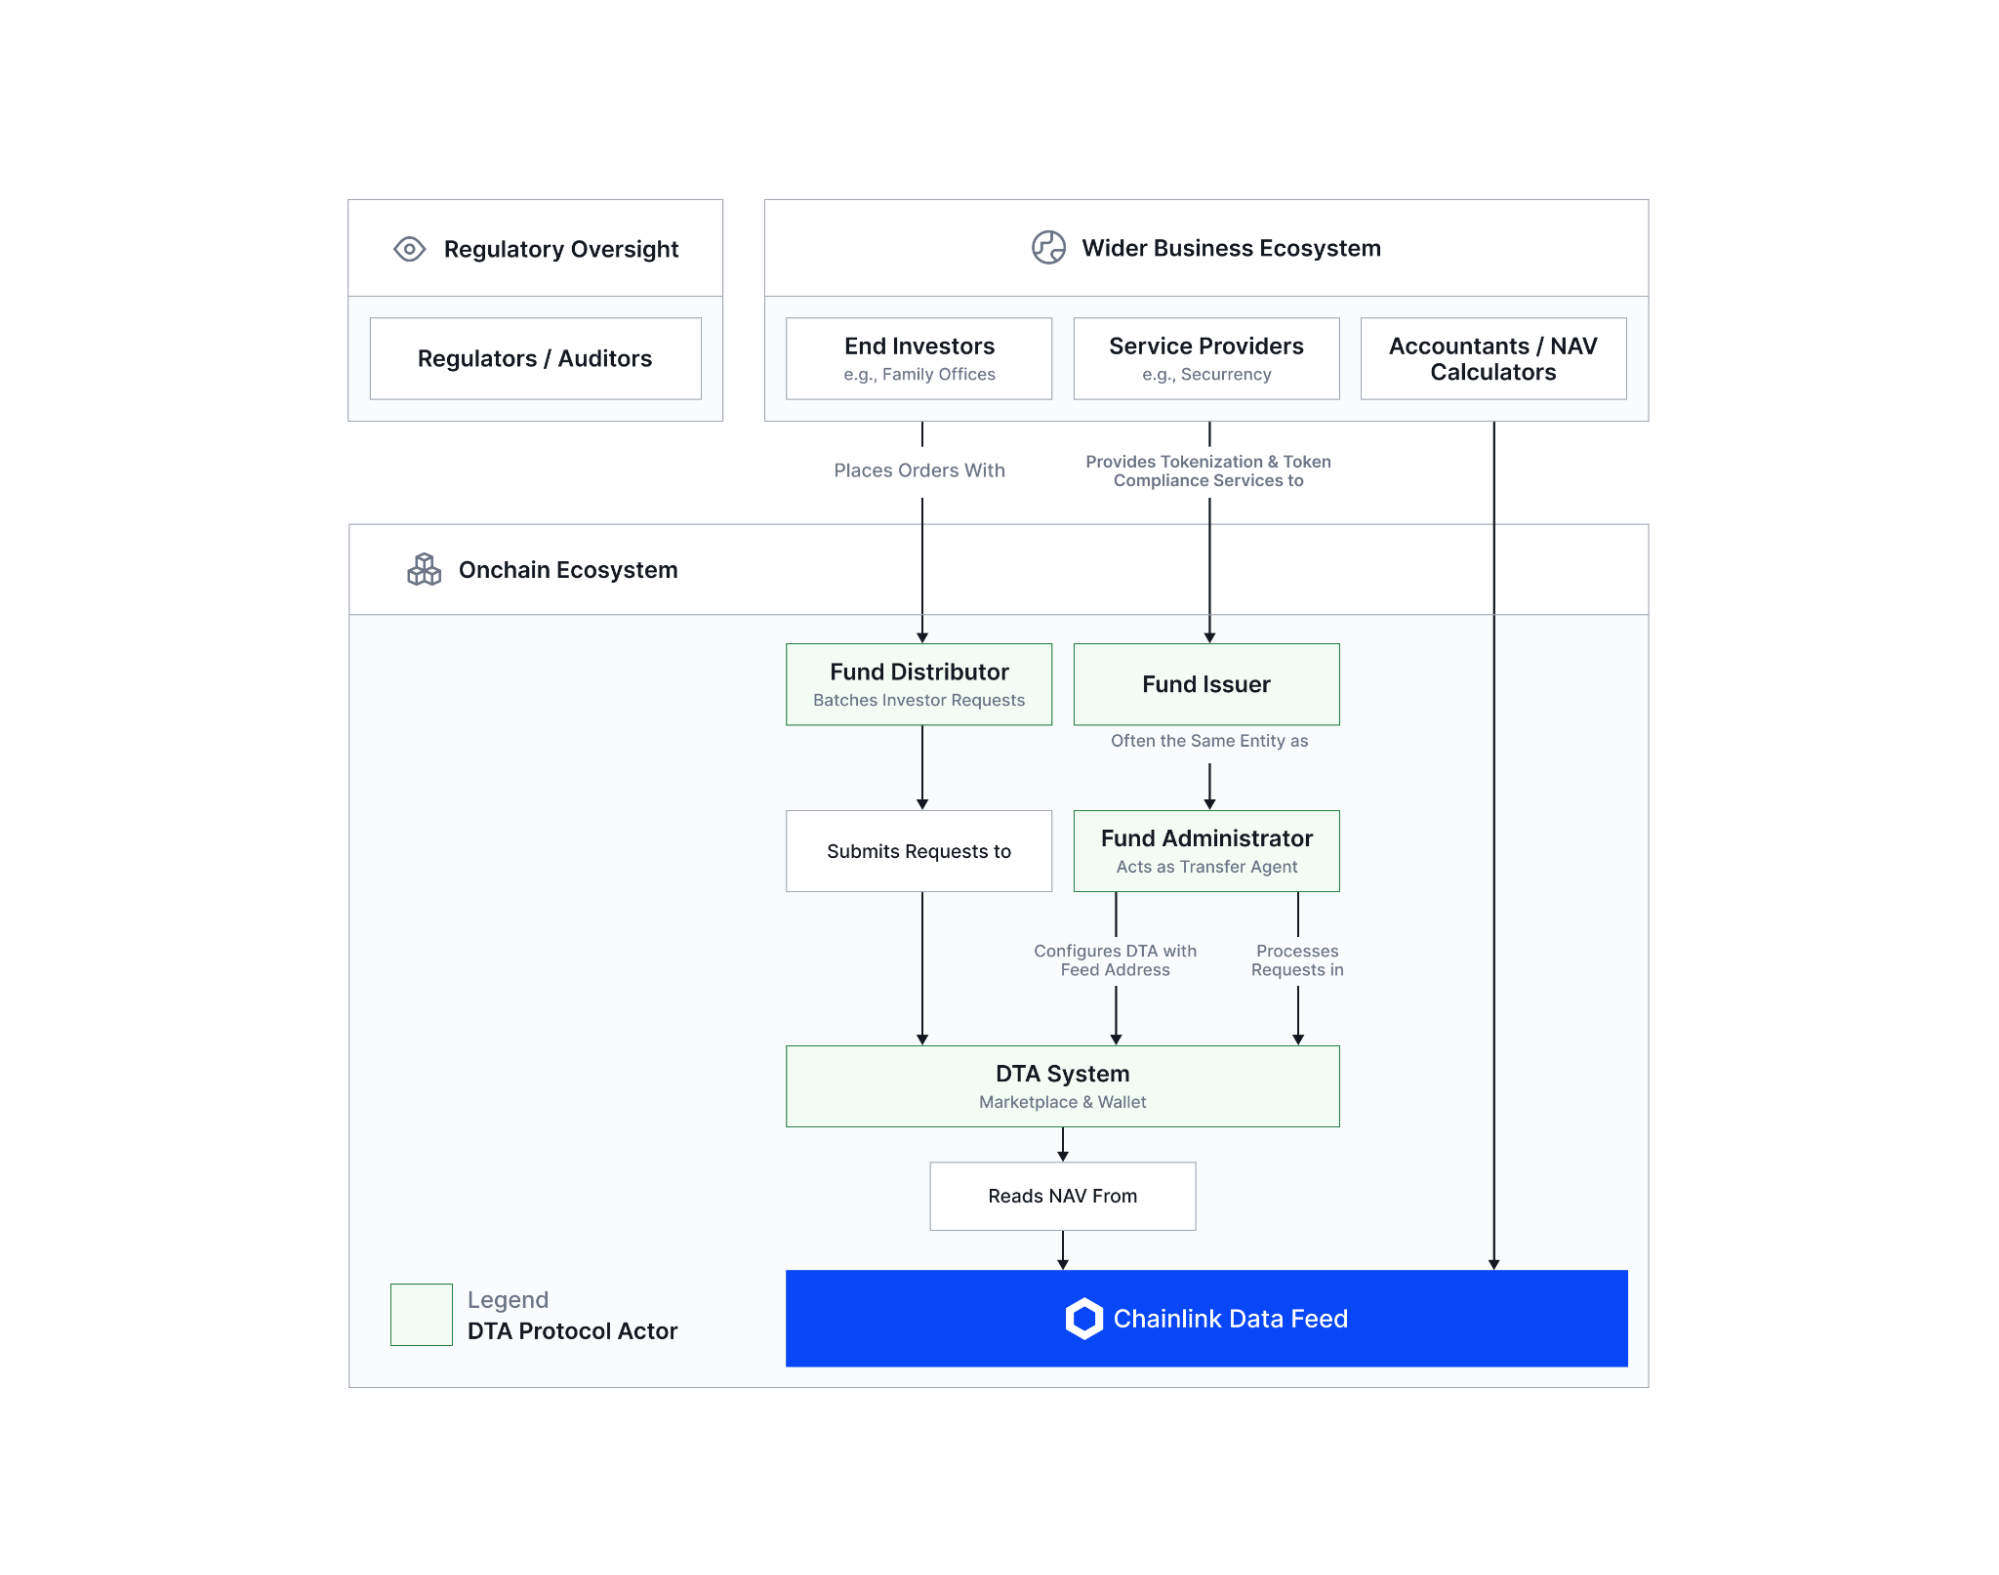 Regulatory Oversight
Regulators / Auditors
Wider Business Ecosystem
End Investors
e.g., Family Offices
Service Providers
e.g., Securrency
Accountants / NAV
Calculators
Places Orders With
Provides Tokenization & Token
Compliance Services to
Onchain Ecosystem
Fund Distributor
Batches Investor Requests
Fund Issuer
Often the Same Entity as
Submits Requests to
Fund Administrator
Acts as Transfer Agent
Configures DTA with
Feed Address
Processes
Requests in
DTA System
Marketplace & Wallet
Reads NAV From
Legend
DTA Protocol Actor
Chainlink Data Feed